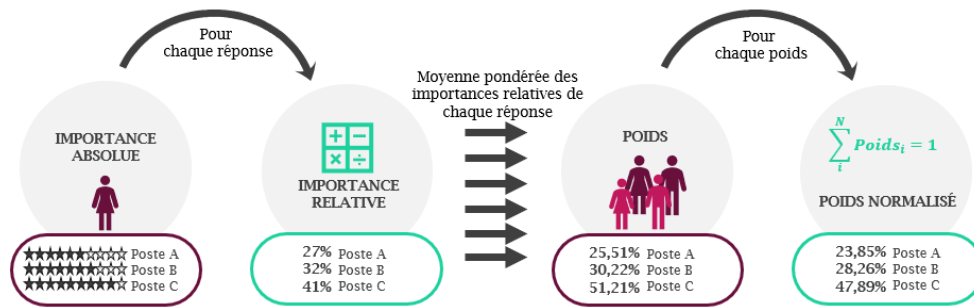 Pour
chaque réponse
Pour
chaque poids
Moyenne pondérée des
importances relatives de
chaque réponse
IMPORTANCE
ABSOLUE
IMPORTANCE
RELATIVE
POIDS
N
∑ Poids_i = 1
i
POIDS NORMALISÉ
Poste A
Poste B
Poste C
27% Poste A
32% Poste B
41% Poste C
25,51% Poste A
30,22% Poste B
51,21% Poste C
23,85% Poste A
28,26% Poste B
47,89% Poste C